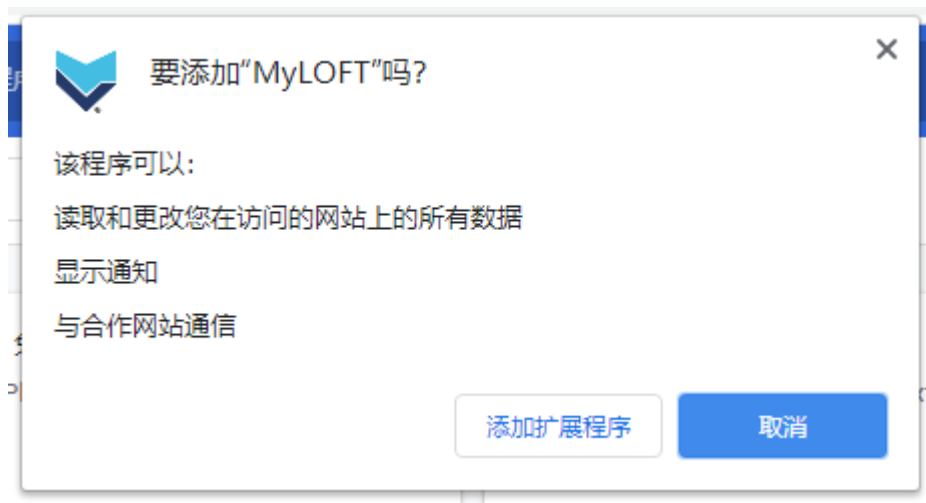 要添加“MyLOFT”吗?
该程序可以:
读取和更改您在访问的网站上的所有数据
显示通知
与合作网站通信
添加扩展程序
取消